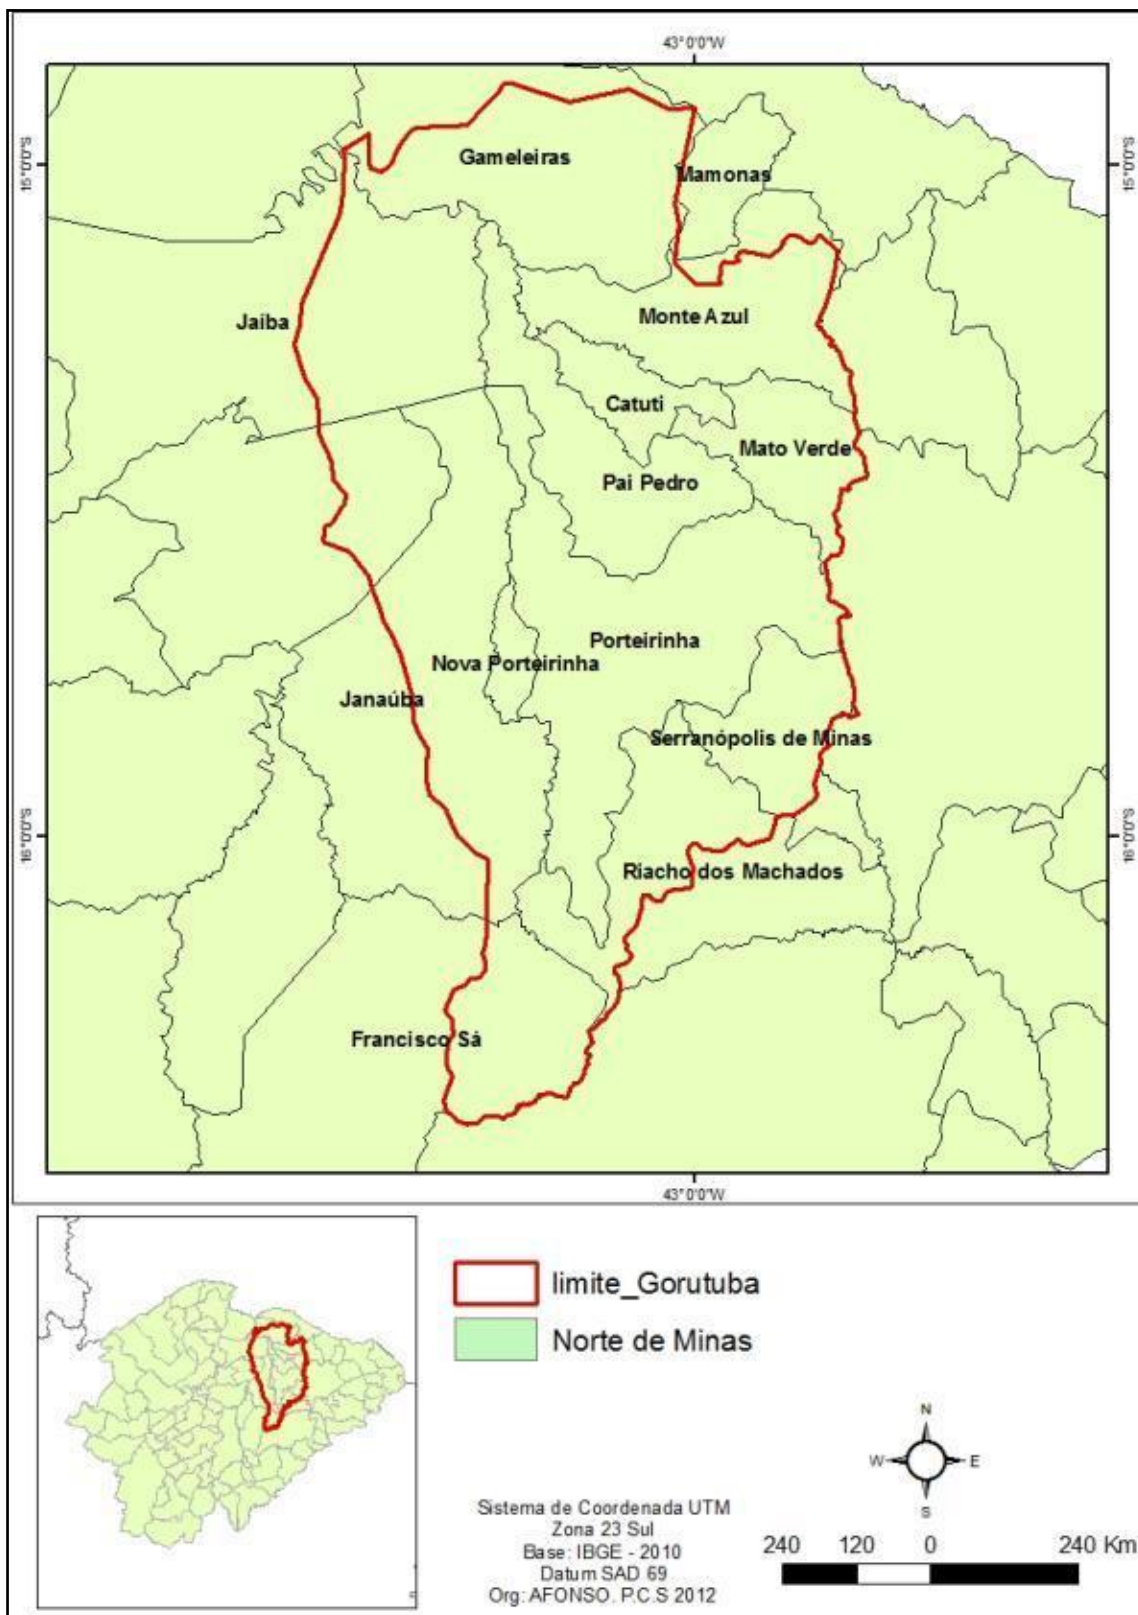 43°0'0"W
15°0'0"S
15°0'0"S
Gameleiras
Mamonas
Jaíba
Monte Azul
Catuti
Mato Verde
Pai Pedro
Porteirinha
Nova Porteirinha
Janaúba
Serranópolis de Minas
16°0'0"S
16°0'0"S
Riacho dos Machados
Francisco Sá
43°0'0"W
limite_Gorutuba
Norte de Minas
N
W
E
S
Sistema de Coordenada UTM
Zona 23 Sul
Base: IBGE - 2010
Datum SAD 69
Org: AFONSO. P.C.S 2012
240 120 0 240 Km